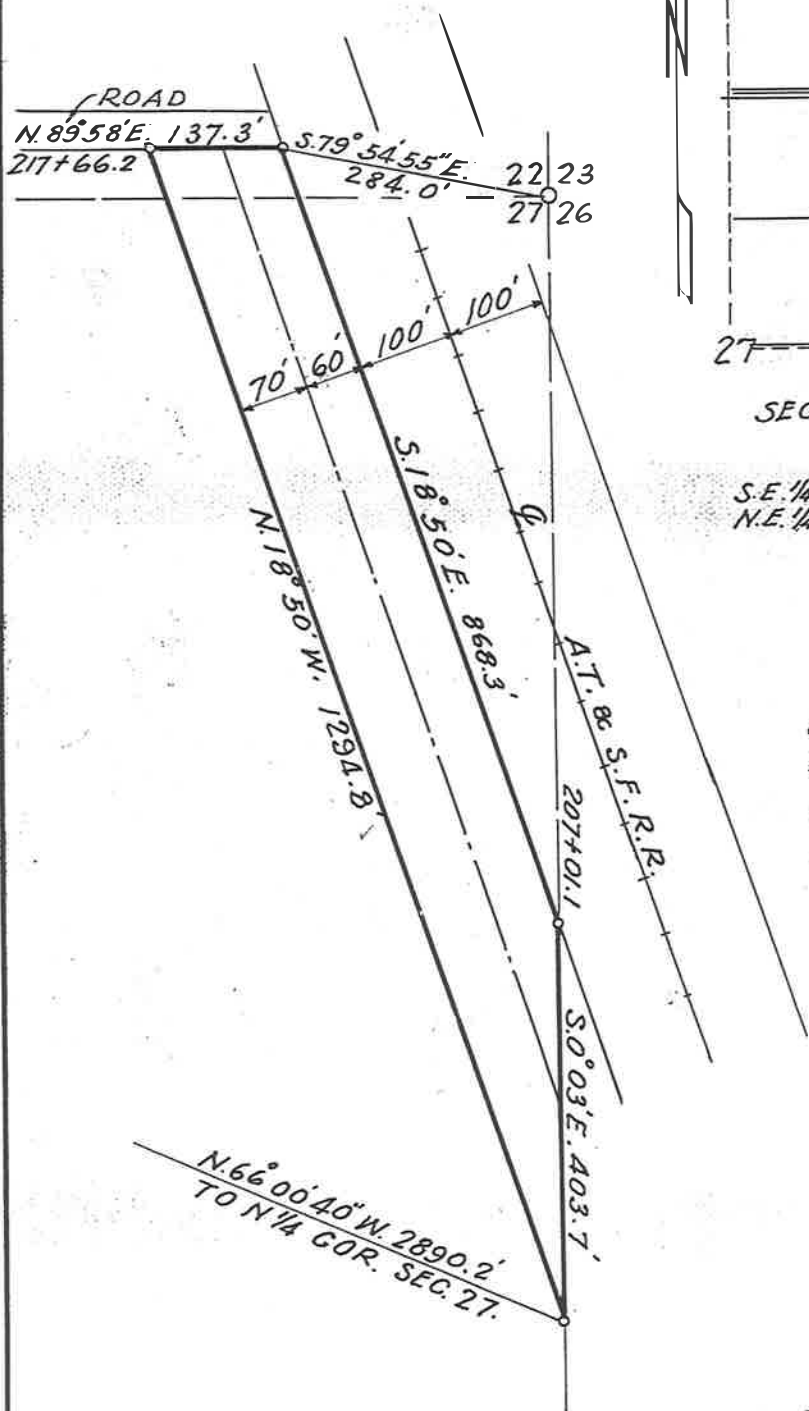 ROAD
N. 89°58' E. 137.3'
217+66.2
S. 79° 54' 55" E.
284.0'
22 23
27 26
70' 60' 100' 100'
27
SEC
S.E. 1/4
N.E. 1/4
S. 18° 50' E. 868.3'
N. 18° 50' W. 1294.8'
A.T. & S.F. R.R.
207+01.1
S. 0° 03' E. 403.7'
N. 66° 00' 40" W. 2890.2'
TO N 1/4 COR. SEC. 27.